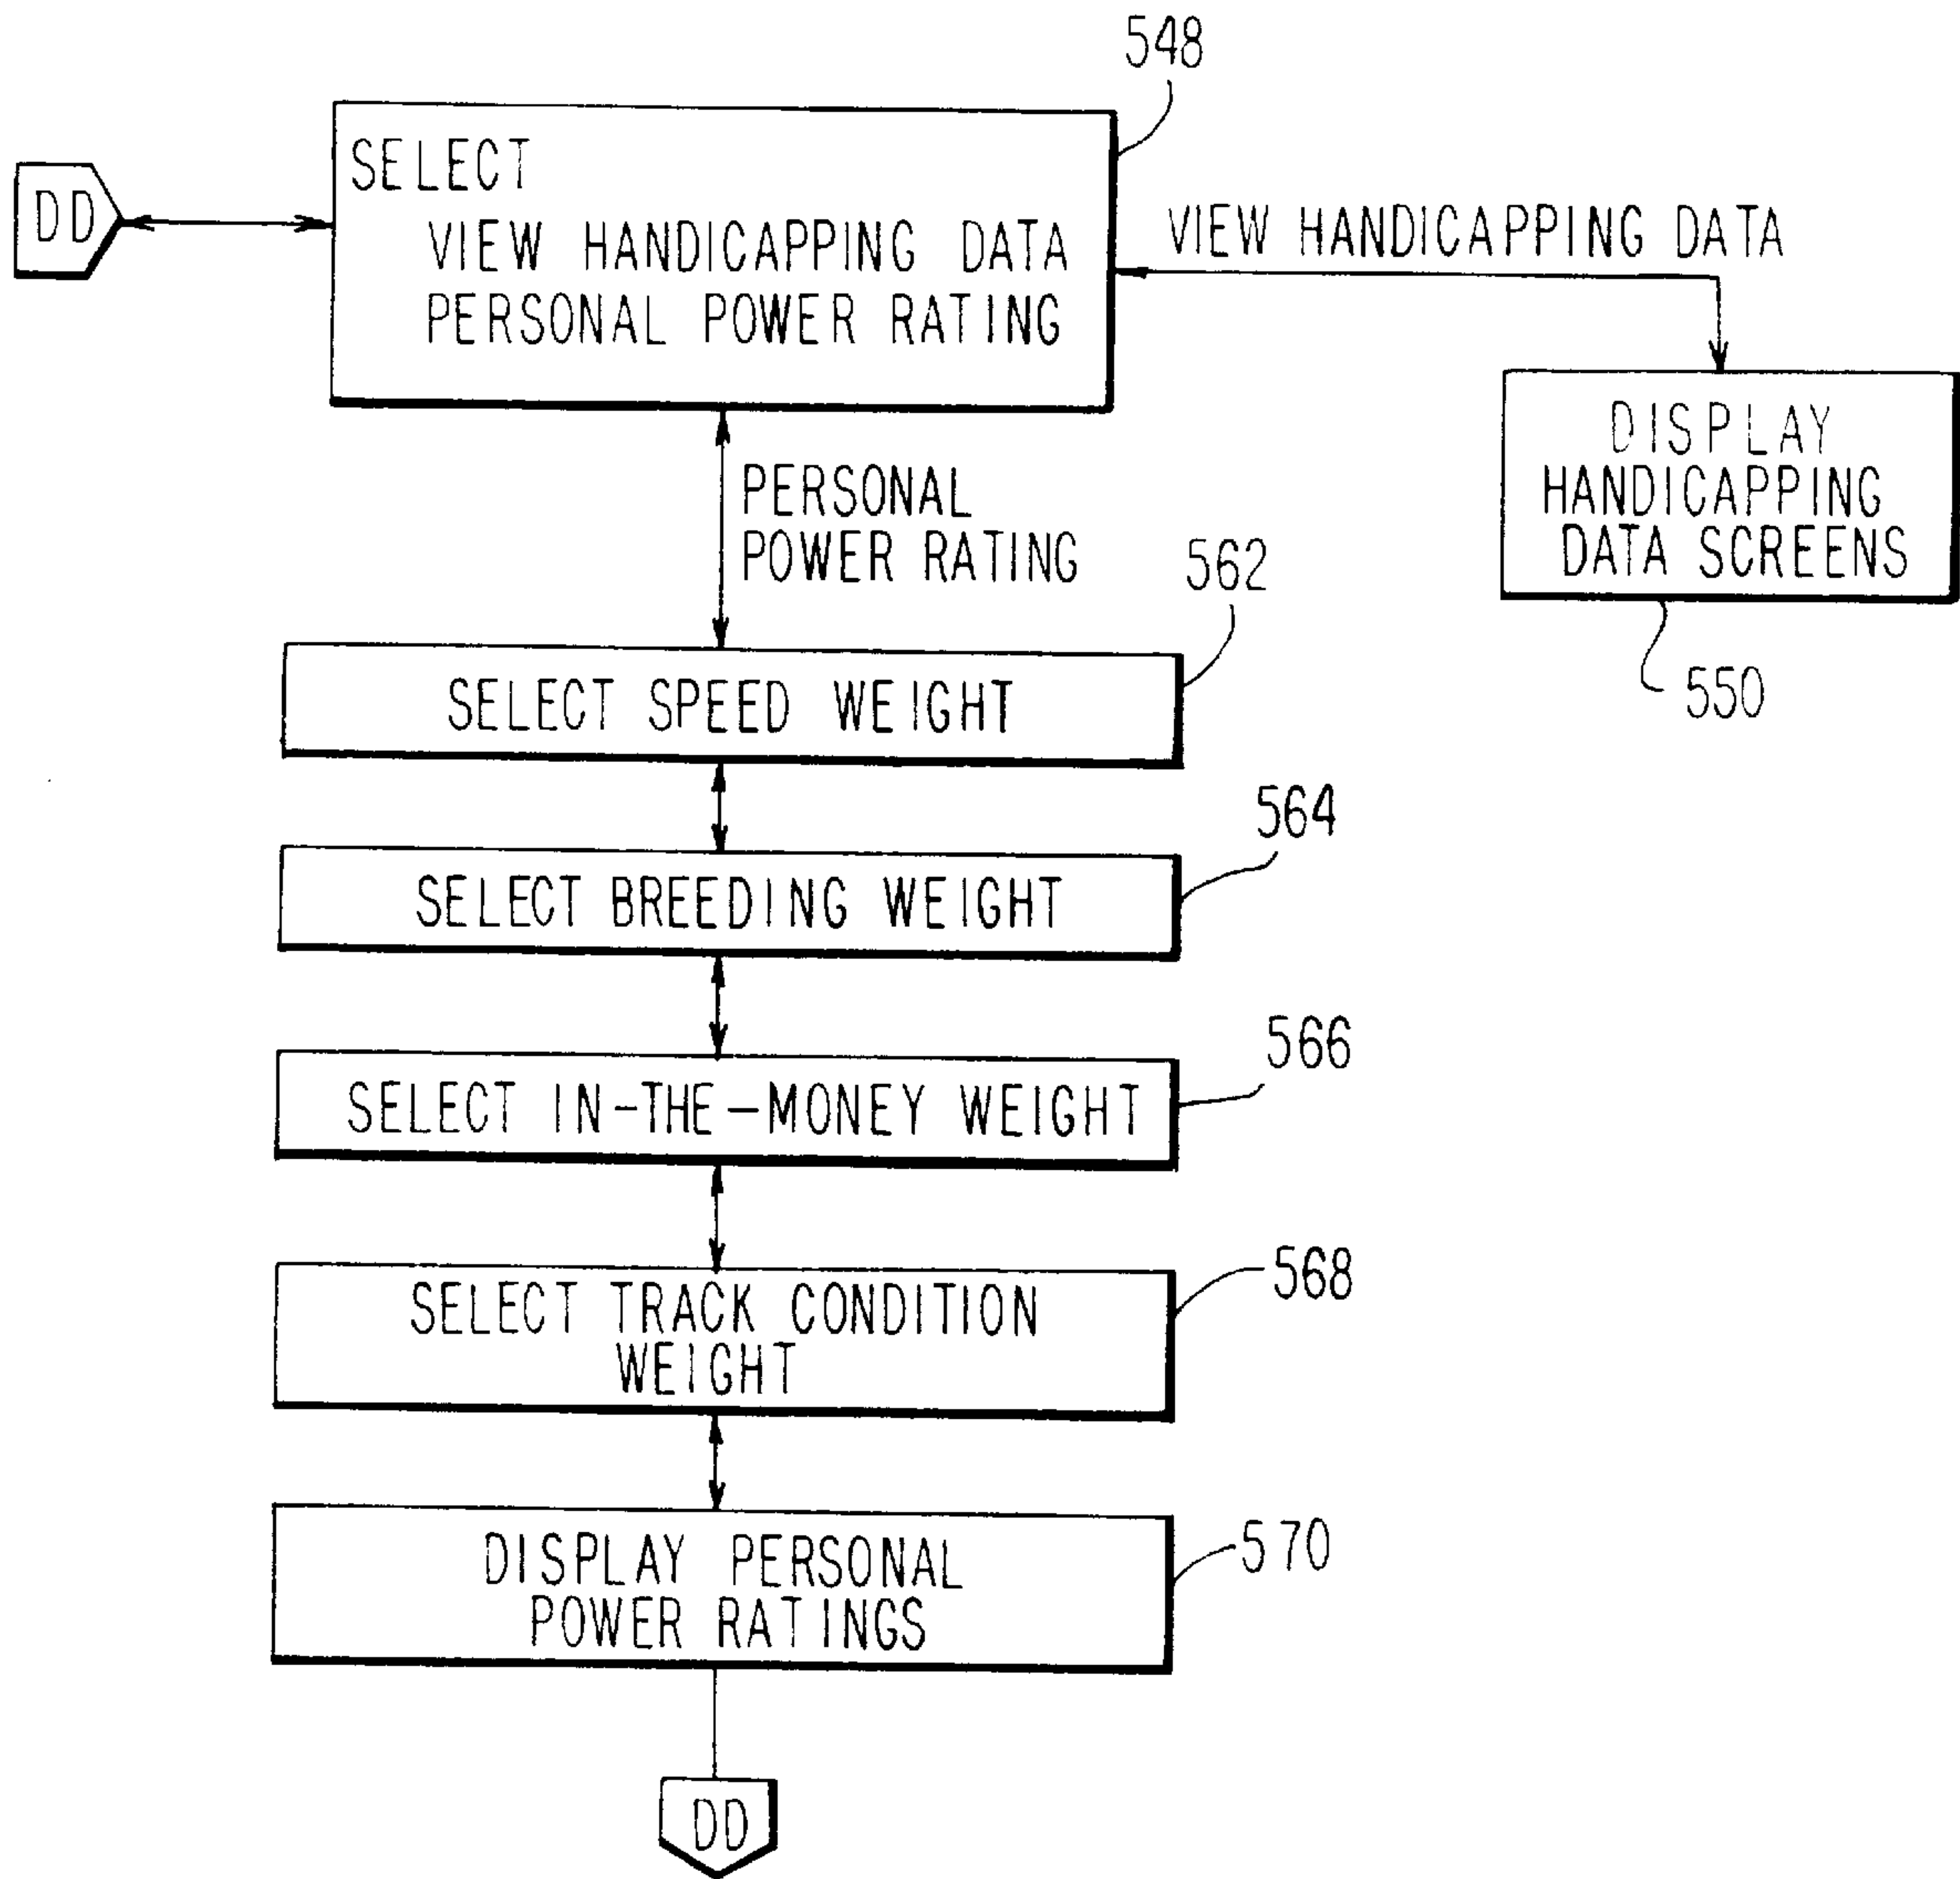 548
DD
SELECT
VIEW HANDICAPPING DATA
PERSONAL POWER RATING
VIEW HANDICAPPING DATA
DISPLAY
HANDICAPPING
DATA SCREENS
550
PERSONAL
POWER RATING
562
SELECT SPEED WEIGHT
564
SELECT BREEDING WEIGHT
566
SELECT IN-THE-MONEY WEIGHT
568
SELECT TRACK CONDITION
WEIGHT
570
DISPLAY PERSONAL
POWER RATINGS
DD